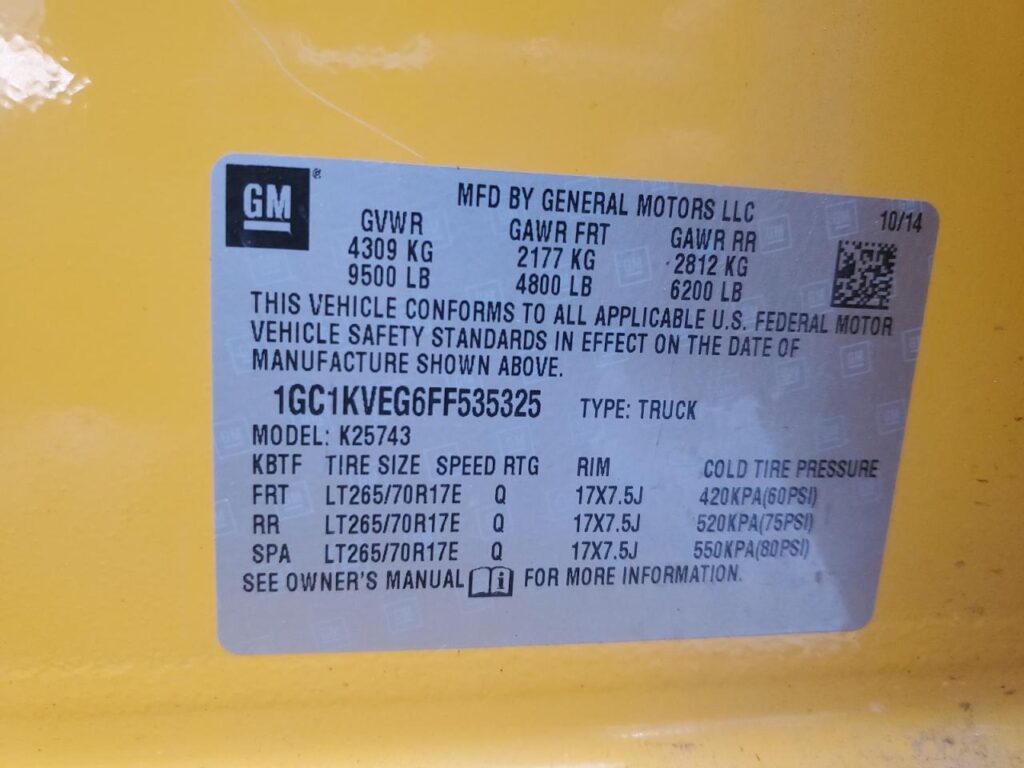 GM®
MFD BY GENERAL MOTORS LLC 10/14
GVWR GAWR FRT GAWR RR
4309 KG 2177 KG 2812 KG
9500 LB 4800 LB 6200 LB
THIS VEHICLE CONFORMS TO ALL APPLICABLE U.S. FEDERAL MOTOR
VEHICLE SAFETY STANDARDS IN EFFECT ON THE DATE OF
MANUFACTURE SHOWN ABOVE.
1GC1KVEG6FF535325 TYPE: TRUCK
MODEL: K25743
KBTF TIRE SIZE SPEED RTG RIM COLD TIRE PRESSURE
FRT LT265/70R17E Q 17X7.5J 420KPA(60PSI)
RR LT265/70R17E Q 17X7.5J 520KPA(75PSI)
SPA LT265/70R17E Q 17X7.5J 550KPA(80PSI)
SEE OWNER'S MANUAL i FOR MORE INFORMATION.